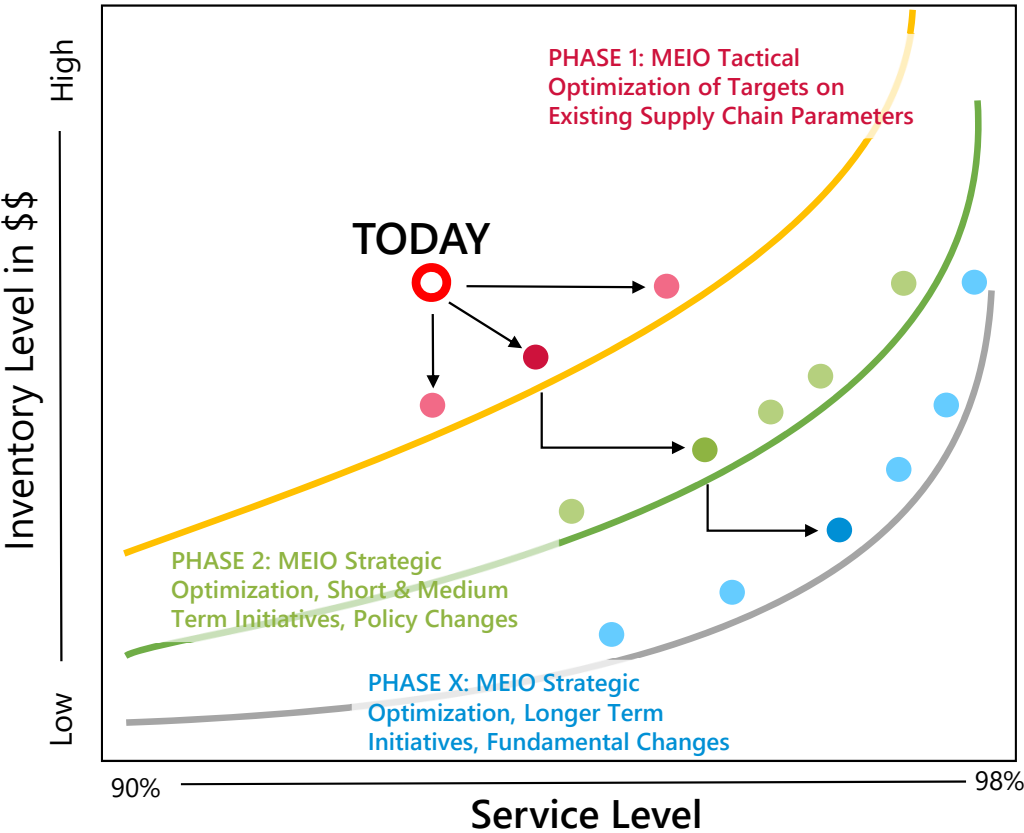 High
Inventory Level in $$
Low
PHASE 1: MEIO Tactical
Optimization of Targets on
Existing Supply Chain Parameters
TODAY
PHASE 2: MEIO Strategic
Optimization, Short & Medium
Term Initiatives, Policy Changes
PHASE X: MEIO Strategic
Optimization, Longer Term
Initiatives, Fundamental Changes
90%
98%
Service Level